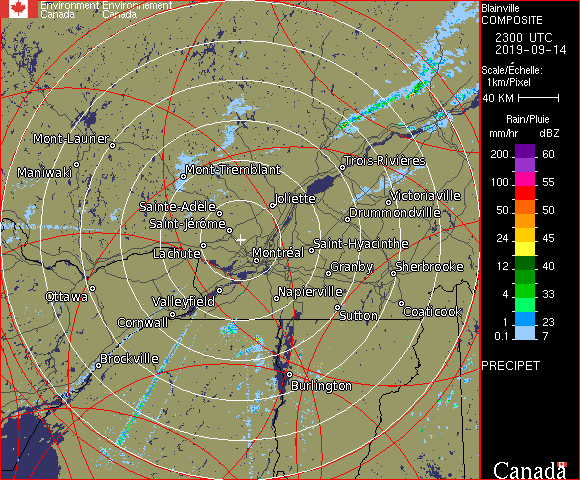 Environment Environnement
Canada Canada
Blainville
COMPOSITE
2300 UTC
2019-09-14
Scale/Échelle:
1km/Pixel
40 KM
Rain/Pluie
mm/hr dBZ
200 60
100 55
50 50
24 45
12 40
4 33
1 23
0.1 7
PRECIPET
Mont-Laurier
Maniwaki
Mont-Tremblant
Trois-Rivières
Sainte-Adèle
Joliette
Victoriaville
Saint-Jérôme
Drummondville
Lachute
Montréal
Saint-Hyacinthe
Granby
Sherbrooke
Ottawa
Valleyfield
Napierville
Cornwall
Sutton
Coaticook
Brockville
Burlington
Canada